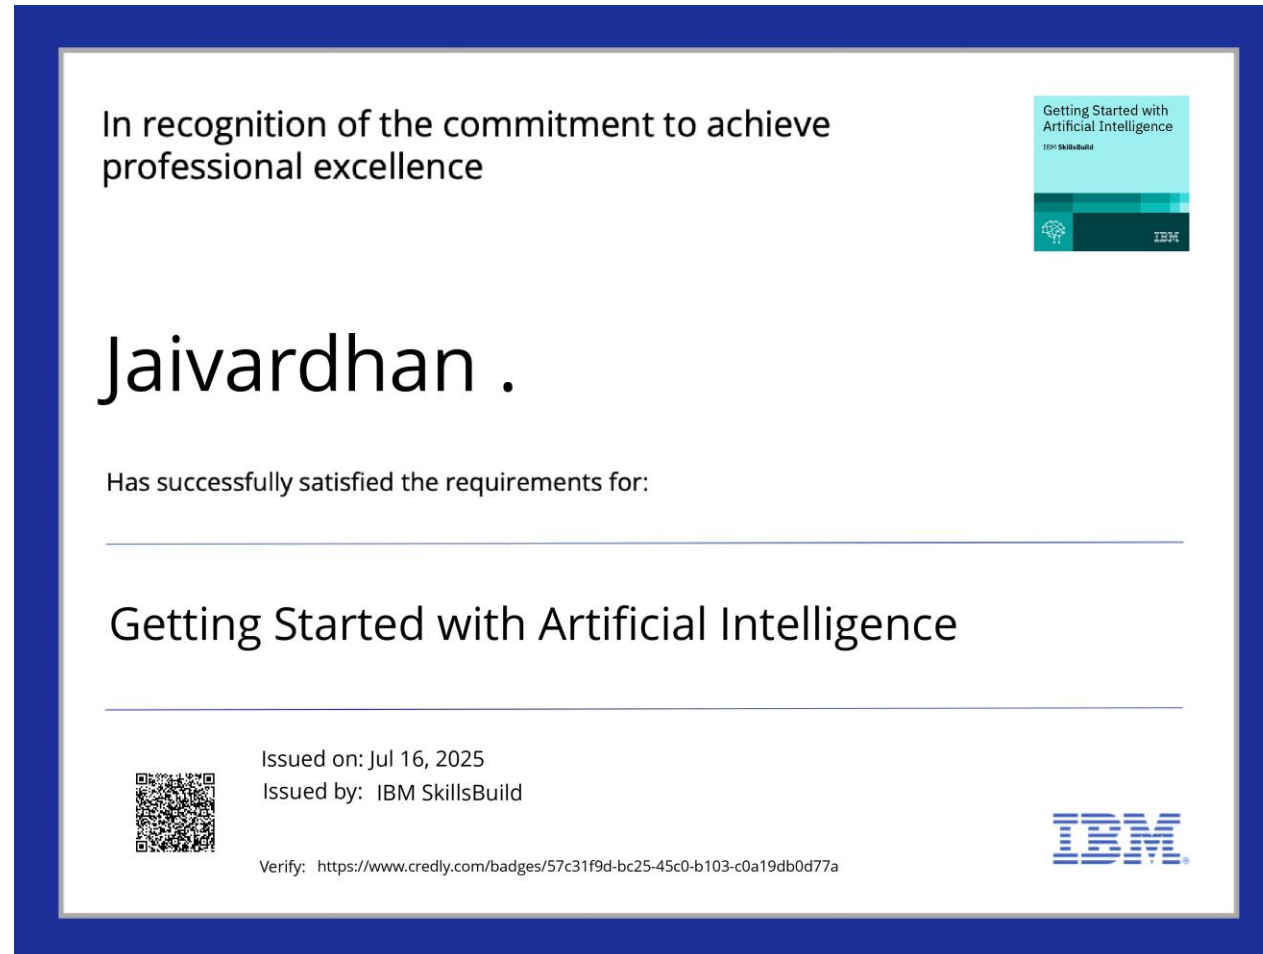 In recognition of the commitment to achieve
professional excellence
Getting Started with
Artificial Intelligence
IBM SkillsBuild
IBM
Jaivardhan .
Has successfully satisfied the requirements for:
Getting Started with Artificial Intelligence
Issued on: Jul 16, 2025
Issued by: IBM SkillsBuild
Verify: https://www.credly.com/badges/57c31f9d-bc25-45c0-b103-c0a19db0d77a
IBM®